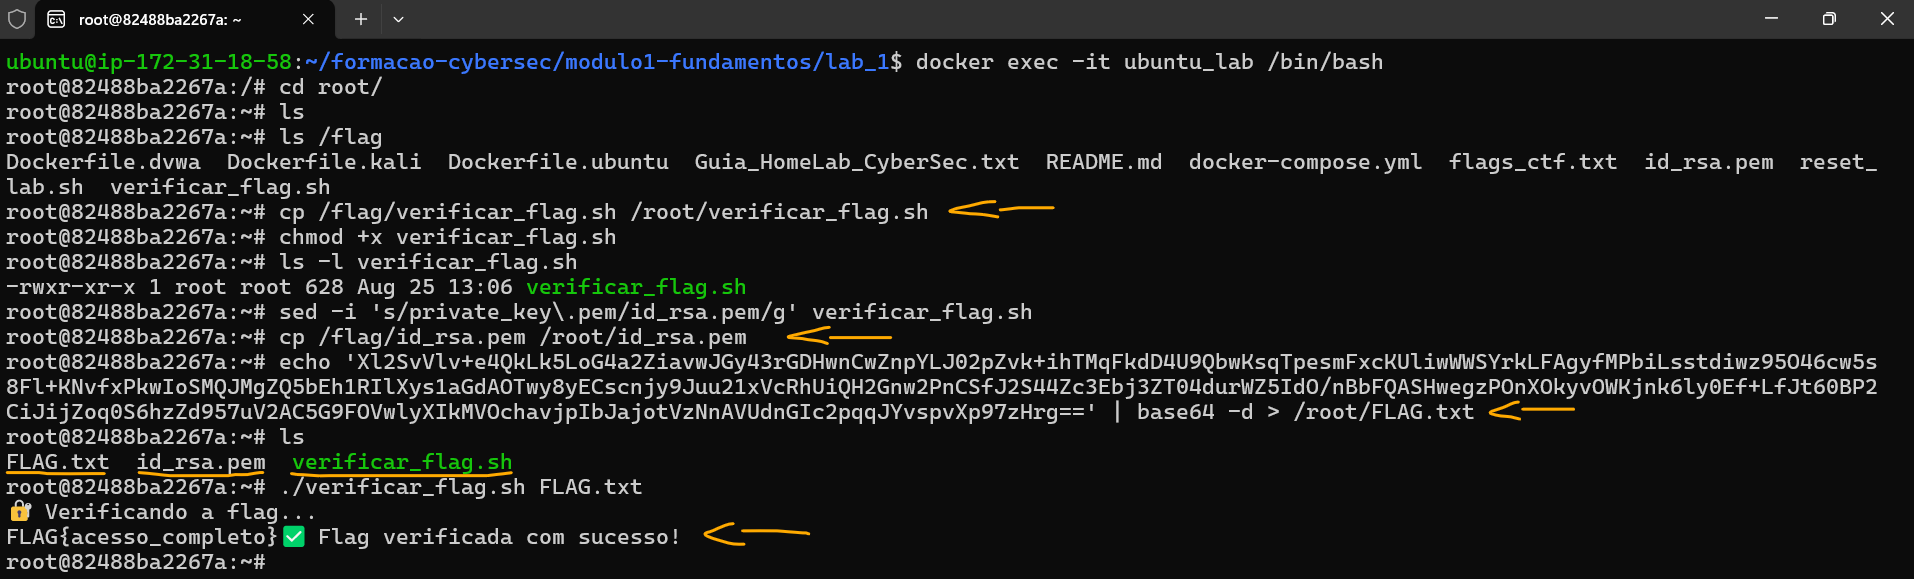 root@82488ba2267a: ~
ubuntu@ip-172-31-18-58:~/formacao-cybersec/modulo1-fundamentos/lab_1$ docker exec -it ubuntu_lab /bin/bash
root@82488ba2267a:/# cd root/
root@82488ba2267a:~# ls
root@82488ba2267a:~# ls /flag
Dockerfile.dvwa  Dockerfile.kali  Dockerfile.ubuntu  Guia_HomeLab_CyberSec.txt  README.md  docker-compose.yml  flags_ctf.txt  id_rsa.pem  reset_
lab.sh  verificar_flag.sh
root@82488ba2267a:~# cp /flag/verificar_flag.sh /root/verificar_flag.sh
root@82488ba2267a:~# chmod +x verificar_flag.sh
root@82488ba2267a:~# ls -l verificar_flag.sh
-rwxr-xr-x 1 root root 628 Aug 25 13:06 verificar_flag.sh
root@82488ba2267a:~# sed -i 's/private_key\.pem/id_rsa.pem/g' verificar_flag.sh
root@82488ba2267a:~# cp /flag/id_rsa.pem /root/id_rsa.pem
root@82488ba2267a:~# echo 'Xl2SvVlv+e4QkLk5LoG4a2ZiavwJGy43rGDHwnCwZnpYLJ02pZvk+ihTMqFkdD4U9QbwKsqTpesmFxcKUliwWWSYrkLFAgyfMPbiLsstdiwz95O46cw5s
8Fl+KNvfxPkwIoSMQJMgZQ5bEh1RIlXys1aGdAOTwy8yECscnjy9Juu21xVcRhUiQH2Gnw2PnCSfJ2S44Zc3Ebj3ZT04durWZ5IdO/nBbFQASHwegzPOnXOkyvOWKjnk6ly0Ef+LfJt60BP2
CiJijZoq0S6hzZd957uV2AC5G9FOVwlyXIkMVOchavjpIbJajotVzNnAVUdnGIc2pqqJYvspvXp97zHrg==' | base64 -d > /root/FLAG.txt
root@82488ba2267a:~# ls
FLAG.txt  id_rsa.pem  verificar_flag.sh
root@82488ba2267a:~# ./verificar_flag.sh FLAG.txt
🔐 Verificando a flag...
FLAG{acesso_completo}✅ Flag verificada com sucesso!
root@82488ba2267a:~#